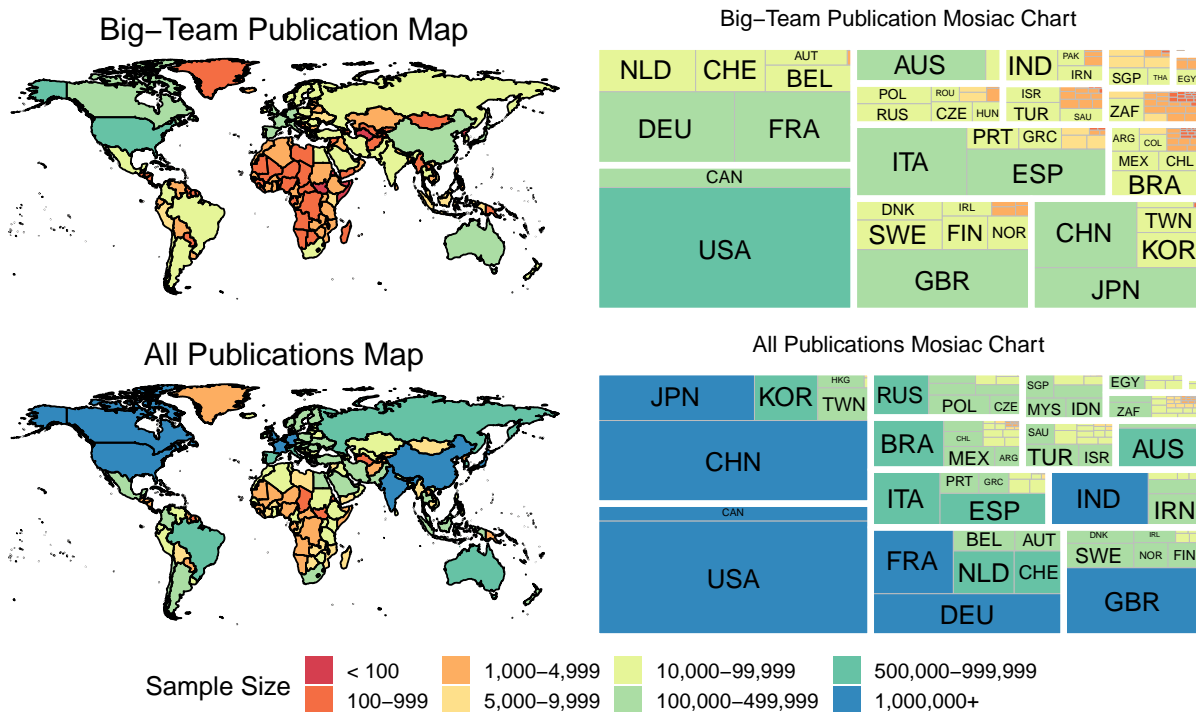 Big–Team Publication Map
Big–Team Publication Mosiac Chart
NLD
CHE
AUT
BEL
DEU
FRA
CAN
USA
AUS
IND
PAK
IRN
SGP
THA
EGY
POL
RUS
ROU
CZE
HUN
ISR
TUR
SAU
ZAF
ITA
PRT
GRC
ESP
ARG
COL
MEX
CHL
BRA
DNK
SWE
IRL
FIN
NOR
GBR
CHN
TWN
KOR
JPN
All Publications Map
All Publications Mosiac Chart
JPN
KOR
HKG
TWN
CHN
CAN
USA
RUS
POL
CZE
SGP
MYS
IDN
EGY
ZAF
BRA
CHL
MEX
ARG
SAU
TUR
ISR
AUS
ITA
PRT
GRC
ESP
IND
IRN
FRA
BEL
AUT
NLD
CHE
DEU
DNK
SWE
IRL
NOR
FIN
GBR
Sample Size
< 100
100–999
1,000–4,999
5,000–9,999
10,000–99,999
100,000–499,999
500,000–999,999
1,000,000+